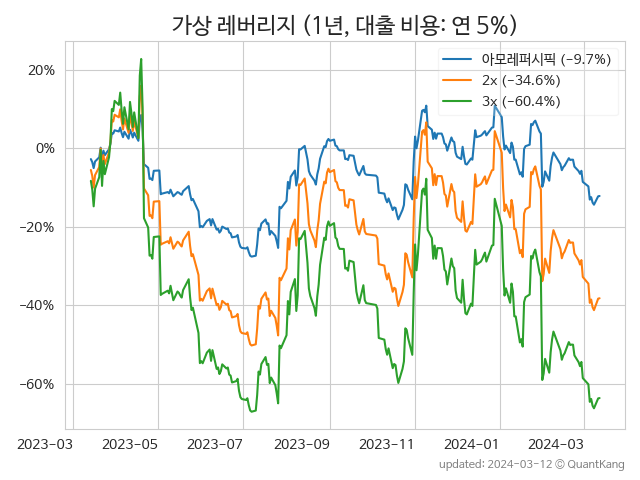 가상 레버리지 (1년, 대출 비용: 연 5%)
아모레퍼시픽 (−9.7%)
2x (−34.6%)
3x (−60.4%)
20%
0%
−20%
−40%
−60%
2023-03 2023-05 2023-07 2023-09 2023-11 2024-01 2024-03
updated: 2024-03-12 © QuantKang